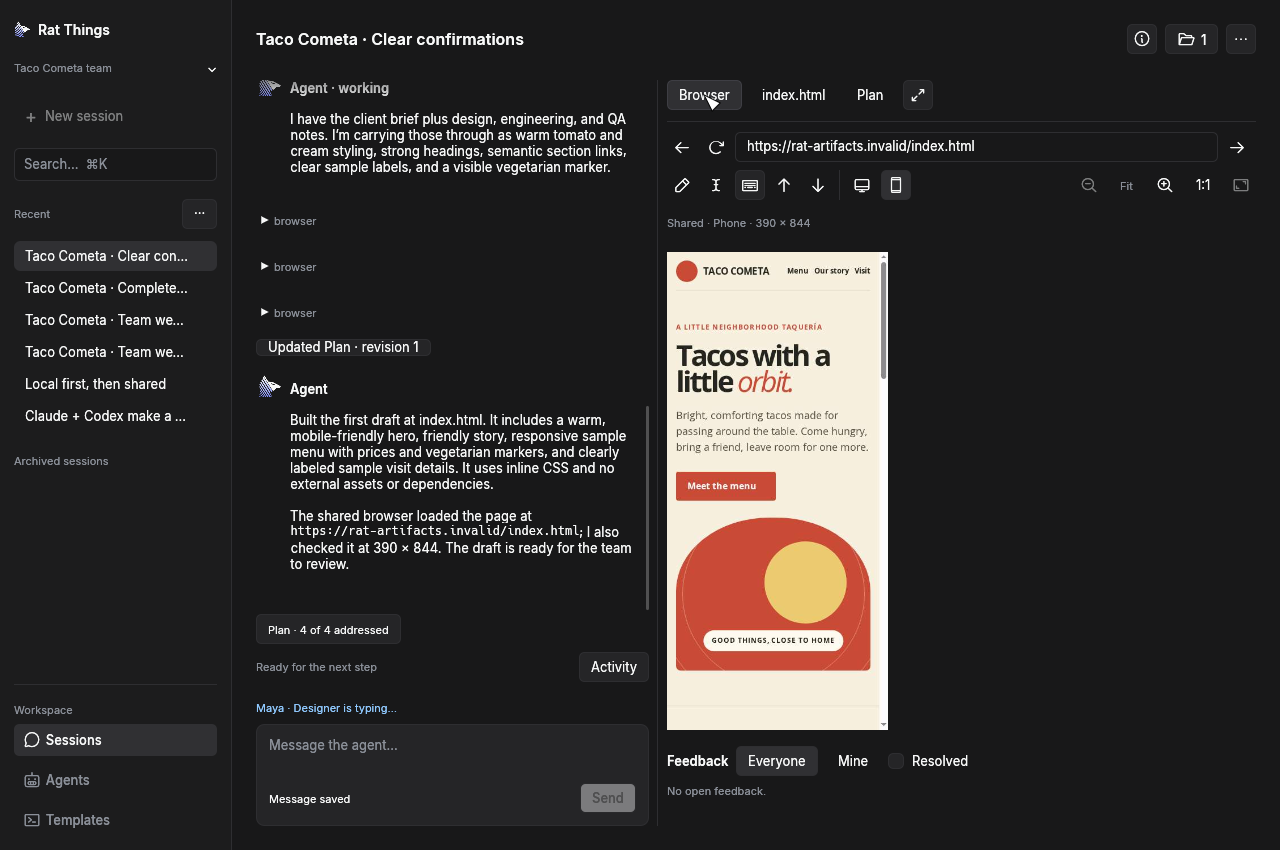 Rat Things
Taco Cometa team
+ New session
Search... ⌘K
Recent
Taco Cometa · Clear con...
Taco Cometa · Complete...
Taco Cometa · Team we...
Taco Cometa · Team we...
Local first, then shared
Claude + Codex make a ...
Archived sessions
Workspace
Sessions
Agents
Templates
Taco Cometa · Clear confirmations
1
Agent · working
I have the client brief plus design, engineering, and QA
notes. I’m carrying those through as warm tomato and
cream styling, strong headings, semantic section links,
clear sample labels, and a visible vegetarian marker.
browser
browser
browser
Updated Plan · revision 1
Agent
Built the first draft at index.html. It includes a warm,
mobile-friendly hero, friendly story, responsive sample
menu with prices and vegetarian markers, and clearly
labeled sample visit details. It uses inline CSS and no
external assets or dependencies.
The shared browser loaded the page at
https://rat-artifacts.invalid/index.html; I also
checked it at 390 × 844. The draft is ready for the team
to review.
Plan · 4 of 4 addressed
Ready for the next step
Activity
Maya · Designer is typing...
Message the agent...
Message saved
Send
Browser
index.html
Plan
https://rat-artifacts.invalid/index.html
Fit
1:1
Shared · Phone · 390 × 844
TACO COMETA
Menu Our story Visit
A LITTLE NEIGHBORHOOD TAQUERÍA
Tacos with a
little orbit.
Bright, comforting tacos made for
passing around the table. Come hungry,
bring a friend, leave room for one more.
Meet the menu
GOOD THINGS, CLOSE TO HOME
Feedback
Everyone
Mine
Resolved
No open feedback.